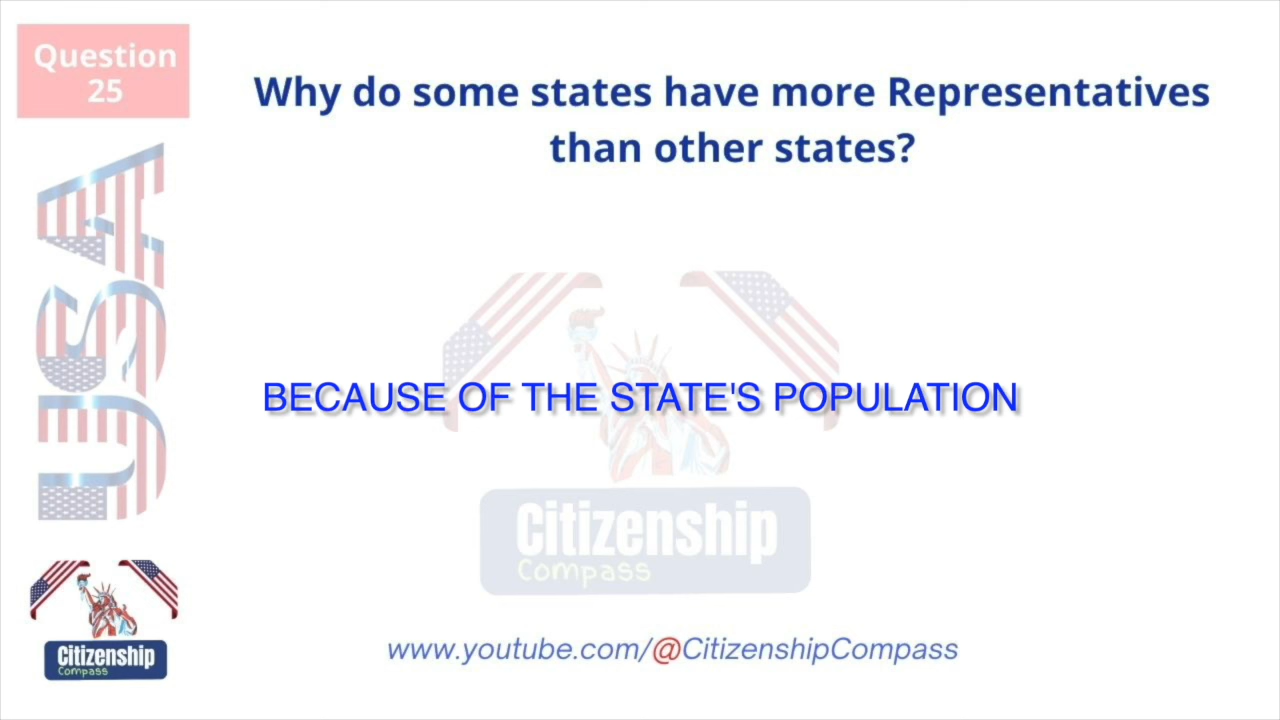 Question
25
Why do some states have more Representatives
than other states?
USA
BECAUSE OF THE STATE'S POPULATION
Citizenship
Compass
Citizenship
Compass
www.youtube.com/@CitizenshipCompass